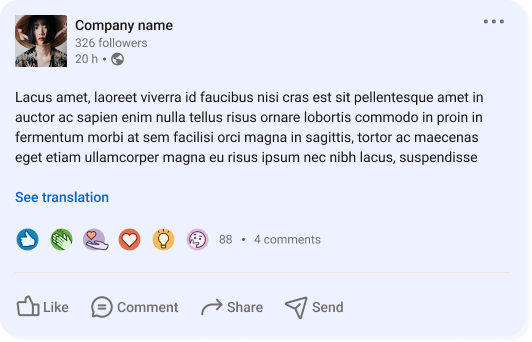 Company name
326 followers
20 h •
Lacus amet, laoreet viverra id faucibus nisi cras est sit pellentesque amet in
auctor ac sapien enim nulla tellus risus ornare lobortis commodo in proin in
fermentum morbi at sem facilisi orci magna in sagittis, tortor ac maecenas
eget etiam ullamcorper magna eu risus ipsum nec nibh lacus, suspendisse
See translation
88 • 4 comments
Like Comment Share Send